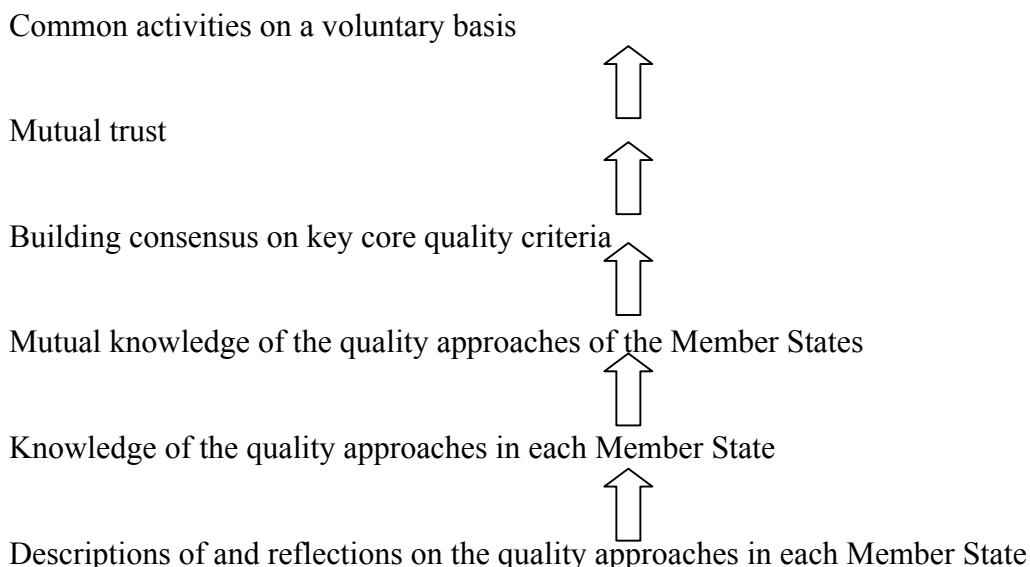 Common activities on a voluntary basis
Mutual trust
Building consensus on key core quality criteria
Mutual knowledge of the quality approaches of the Member States
Knowledge of the quality approaches in each Member State
Descriptions of and reflections on the quality approaches in each Member State